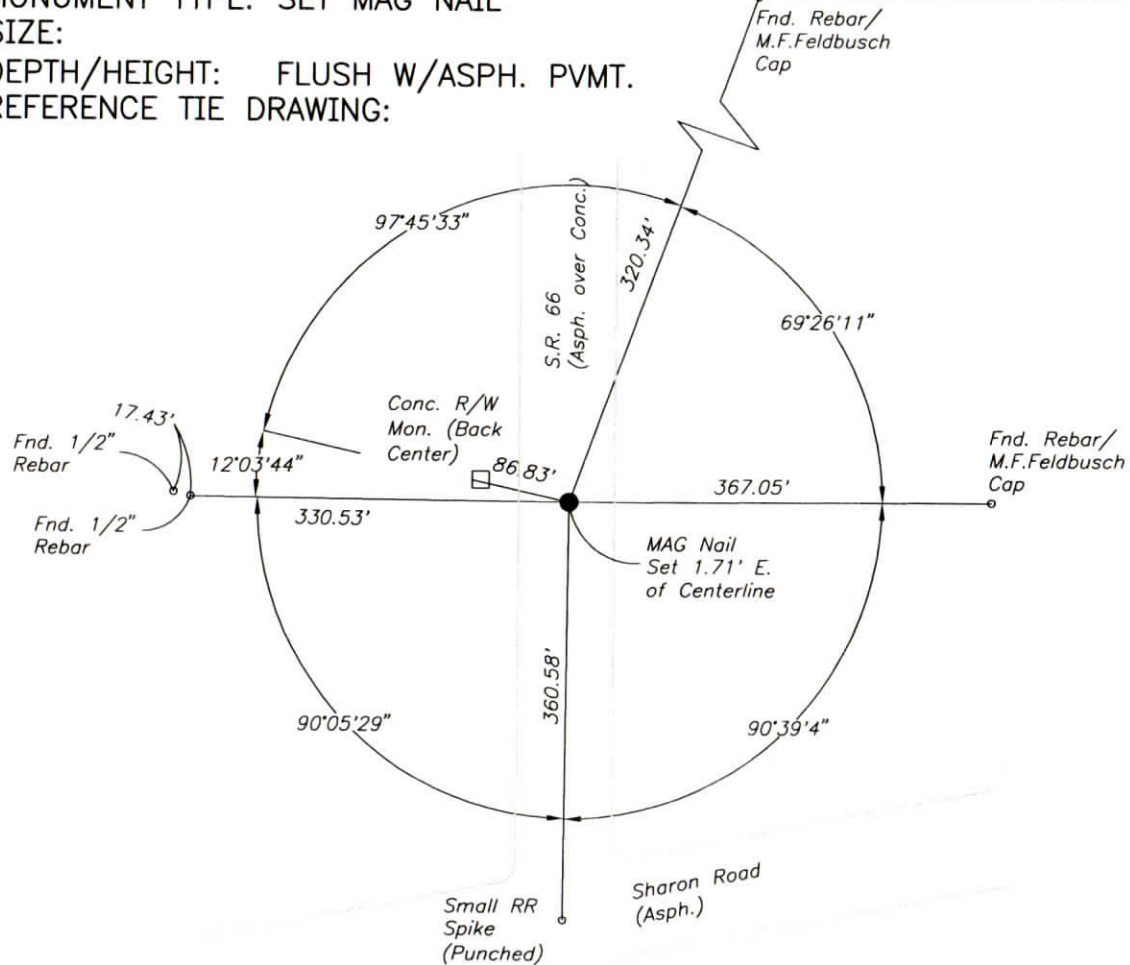 SIZE:
DEPTH/HEIGHT: FLUSH W/ASPH. PVMT.
REFERENCE TIE DRAWING:
Fnd. Rebar/
M.F.Feldbusch
Cap
97°45'33"
S.R. 66
(Asph. over Conc.)
320.34'
69°26'11"
17.43'
Fnd. 1/2"
Rebar
12°03'44"
Conc. R/W
Mon. (Back
Center)
86.83'
Fnd. Rebar/
M.F.Feldbusch
Cap
367.05'
Fnd. 1/2"
Rebar
330.53'
MAG Nail
Set 1.71' E.
of Centerline
360.58'
90°05'29"
90°39'4"
Sharon Road
(Asph.)
Small RR
Spike
(Punched)